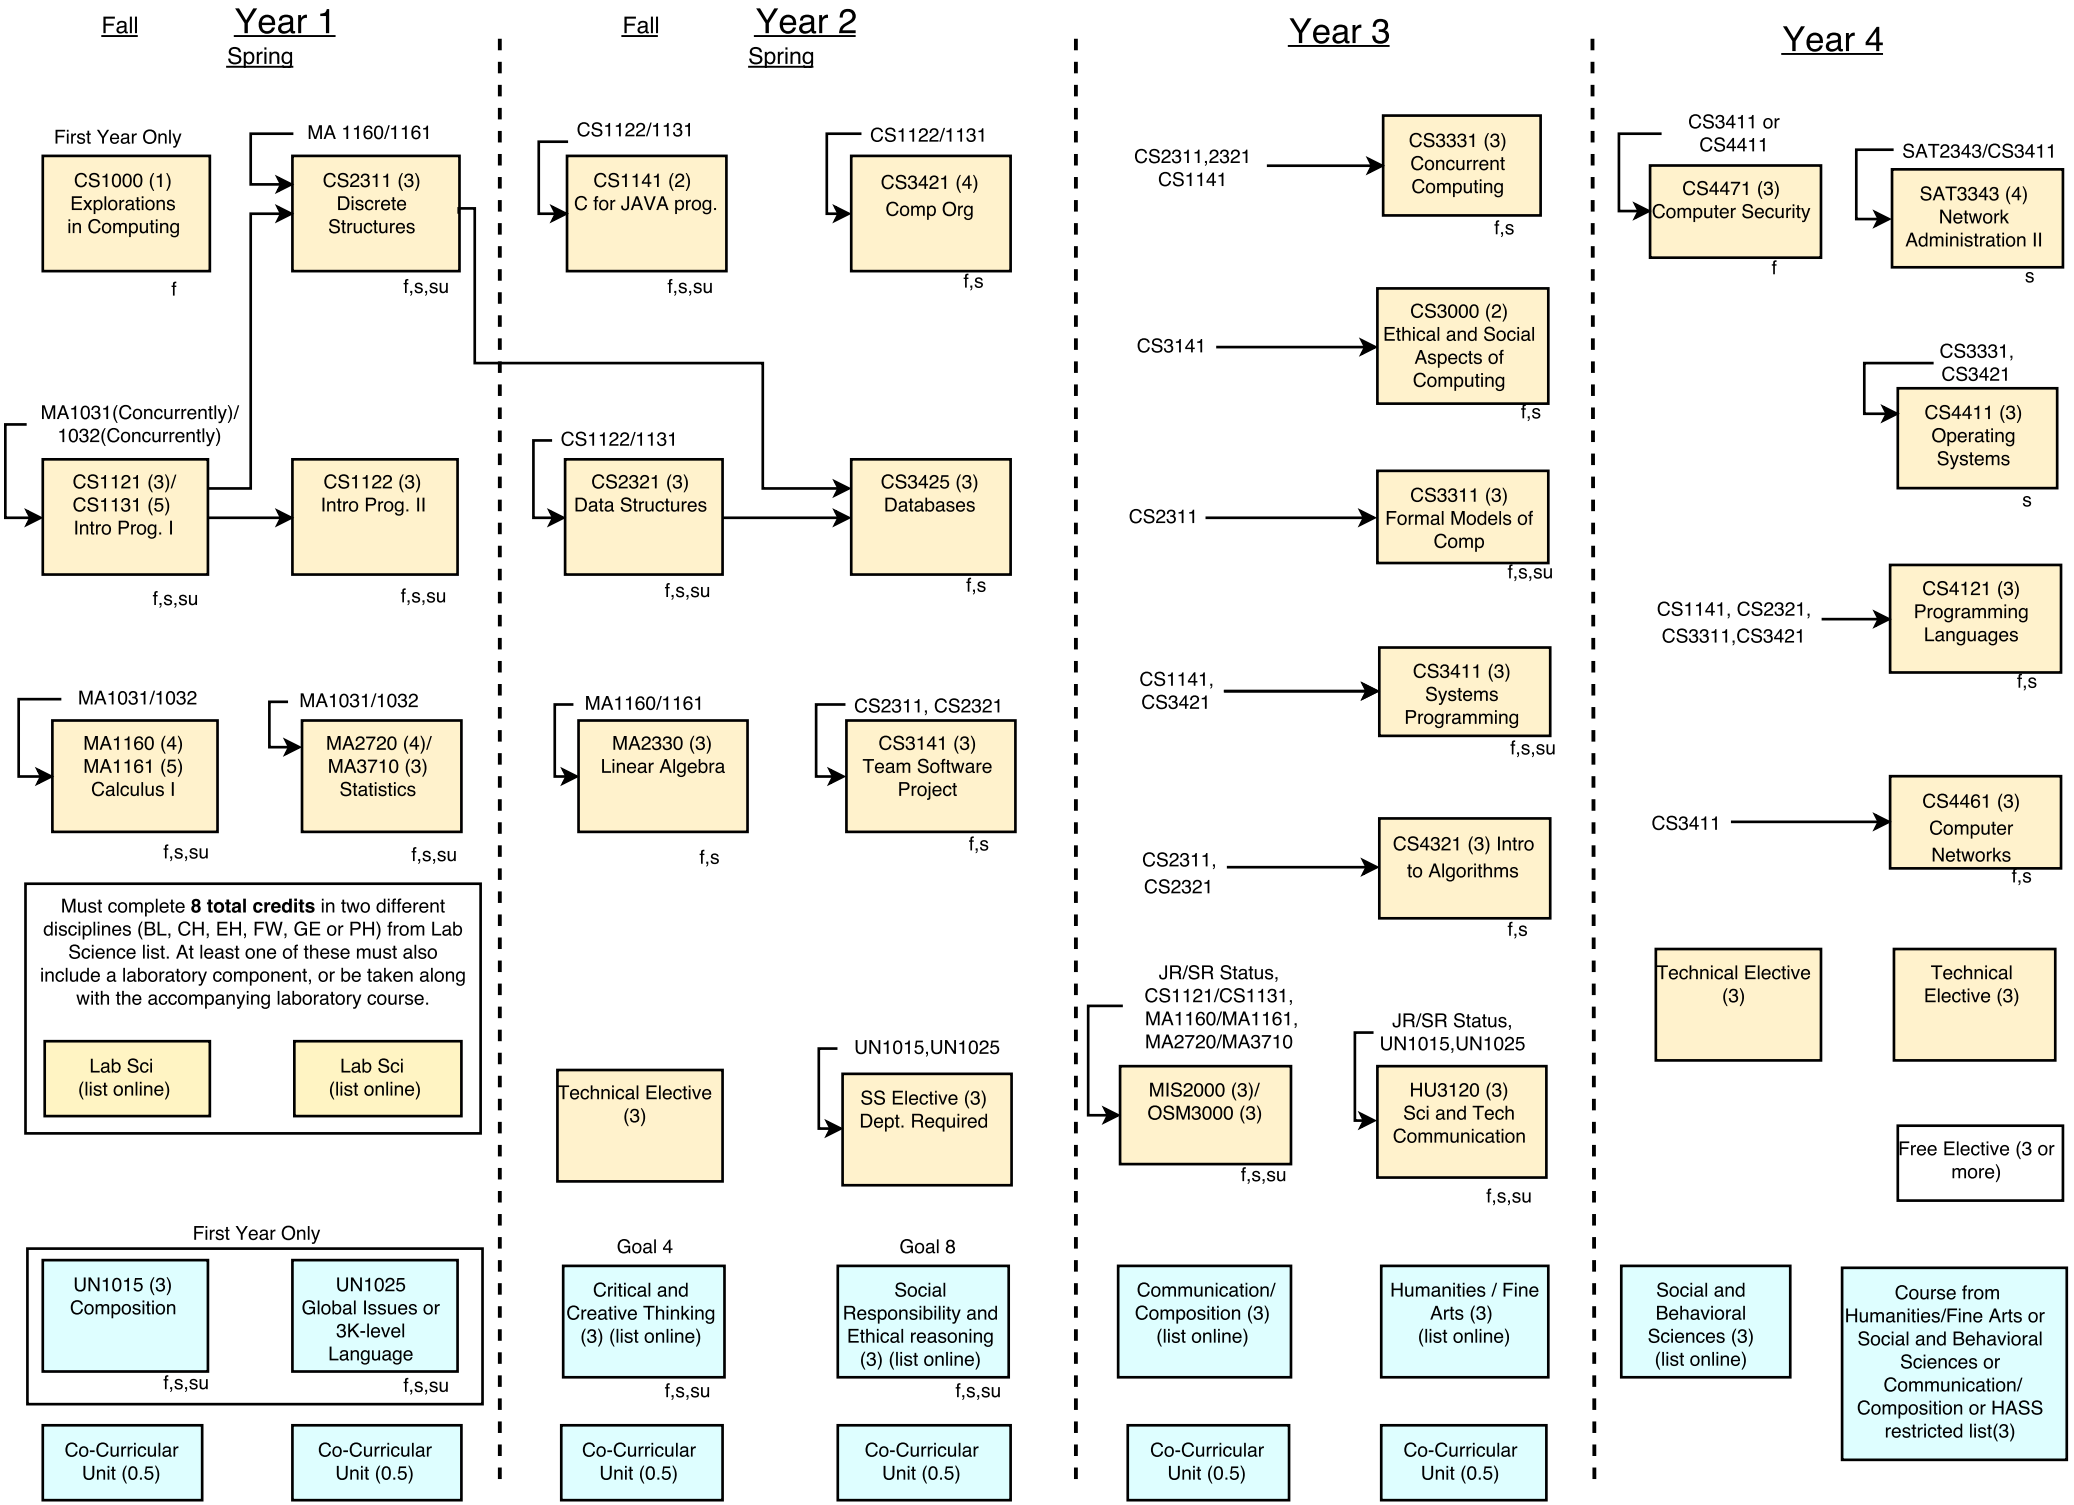 Year 1
Fall
Spring
First Year Only
CS1000 (1)
Explorations
in Computing
f
MA 1160/1161
CS2311 (3)
Discrete
Structures
f,s,su
MA1031(Concurrently)/
1032(Concurrently)
CS1121 (3)/
CS1131 (5)
Intro Prog. I
f,s,su
CS1122 (3)
Intro Prog. II
f,s,su
MA1031/1032
MA1160 (4)
MA1161 (5)
Calculus I
f,s,su
MA1031/1032
MA2720 (4)/
MA3710 (3)
Statistics
f,s,su
Must complete 8 total credits in two different
disciplines (BL, CH, EH, FW, GE or PH) from Lab
Science list. At least one of these must also
include a laboratory component, or be taken along
with the accompanying laboratory course.
Lab Sci
(list online)
Lab Sci
(list online)
First Year Only
UN1015 (3)
Composition
f,s,su
UN1025
Global Issues or
3K-level
Language
f,s,su
Co-Curricular
Unit (0.5)
Co-Curricular
Unit (0.5)
Year 2
Fall
Spring
CS1122/1131
CS1141 (2)
C for JAVA prog.
f,s,su
CS1122/1131
CS3421 (4)
Comp Org
f,s
CS1122/1131
CS2321 (3)
Data Structures
f,s,su
CS3425 (3)
Databases
f,s
MA1160/1161
MA2330 (3)
Linear Algebra
f,s
CS2311, CS2321
CS3141 (3)
Team Software
Project
f,s
Technical Elective
(3)
UN1015,UN1025
SS Elective (3)
Dept. Required
Goal 4
Critical and
Creative Thinking
(3) (list online)
f,s,su
Goal 8
Social
Responsibility and
Ethical reasoning
(3) (list online)
f,s,su
Co-Curricular
Unit (0.5)
Co-Curricular
Unit (0.5)
Year 3
CS2311,2321
CS1141
CS3331 (3)
Concurrent
Computing
f,s
CS3141
CS3000 (2)
Ethical and Social
Aspects of
Computing
f,s
CS2311
CS3311 (3)
Formal Models of
Comp
f,s,su
CS1141,
CS3421
CS3411 (3)
Systems
Programming
f,s,su
CS2311,
CS2321
CS4321 (3) Intro
to Algorithms
f,s
JR/SR Status,
CS1121/CS1131,
MA1160/MA1161,
MA2720/MA3710
MIS2000 (3)/
OSM3000 (3)
f,s,su
JR/SR Status,
UN1015,UN1025
HU3120 (3)
Sci and Tech
Communication
f,s,su
Communication/
Composition (3)
(list online)
Humanities / Fine
Arts (3)
(list online)
Co-Curricular
Unit (0.5)
Co-Curricular
Unit (0.5)
Year 4
CS3411 or
CS4411
CS4471 (3)
Computer Security
f
SAT2343/CS3411
SAT3343 (4)
Network
Administration II
s
CS3331,
CS3421
CS4411 (3)
Operating
Systems
s
CS1141, CS2321,
CS3311,CS3421
CS4121 (3)
Programming
Languages
f,s
CS3411
CS4461 (3)
Computer
Networks
f,s
Technical Elective
(3)
Technical
Elective (3)
Free Elective (3 or
more)
Social and
Behavioral
Sciences (3)
(list online)
Course from
Humanities/Fine Arts or
Social and Behavioral
Sciences or
Communication/
Composition or HASS
restricted list(3)